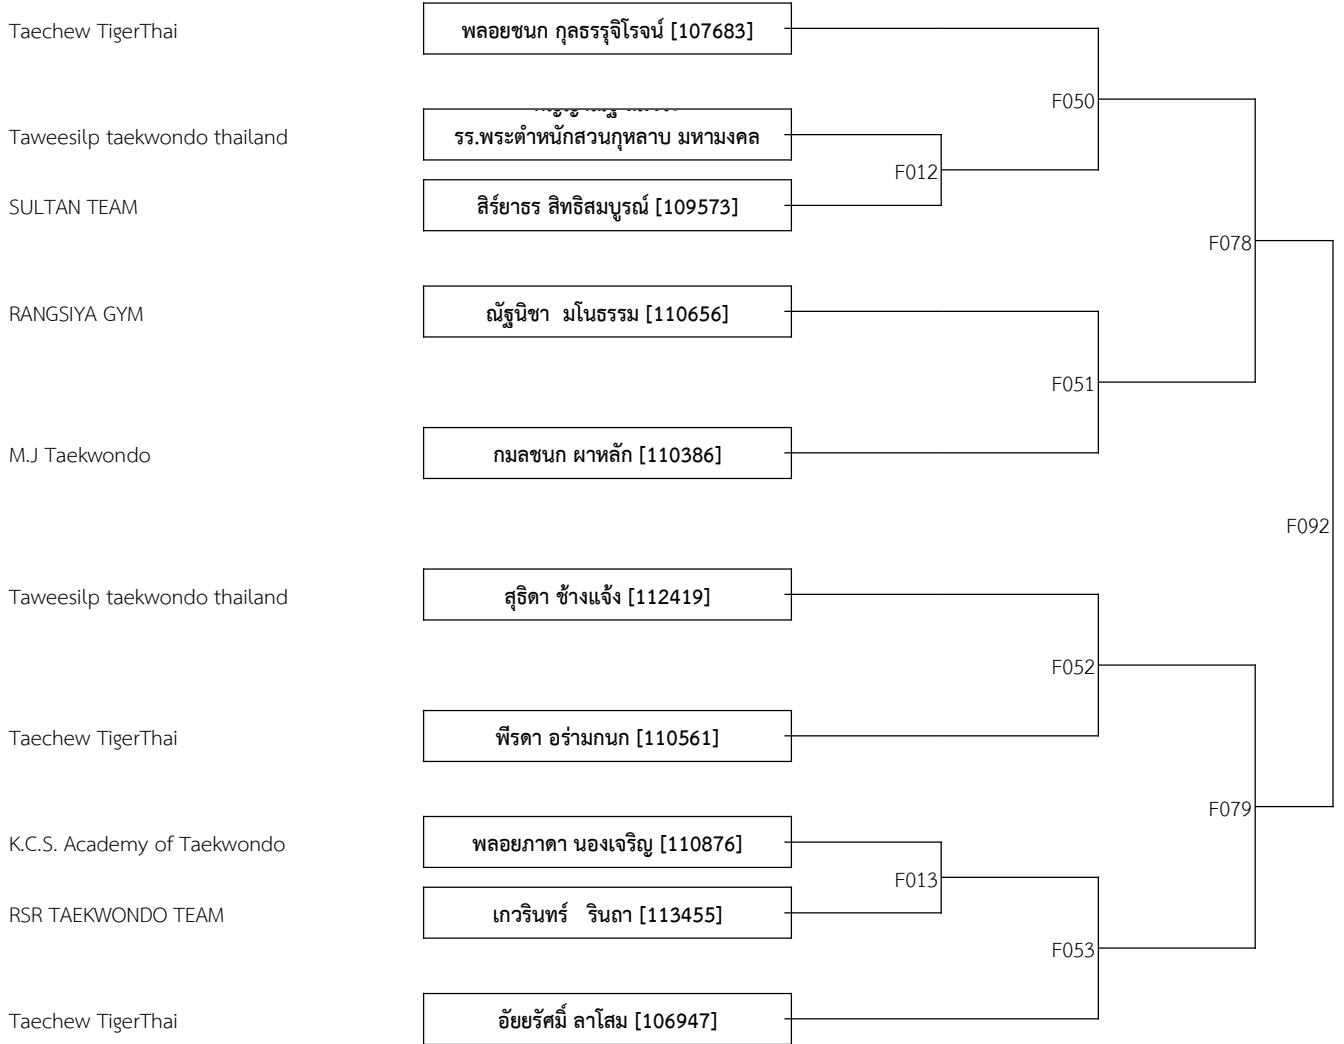 Taechew TigerThai
พลอยชนก กุลธรรุจิโรจน์ [107683]
F050
Taweesilp taekwondo thailand
รร.พระตำหนักสวนกุหลาบ มหามงคล
F012
SULTAN TEAM
สิร์ยาธร สิทธิสมบูรณ์ [109573]
F078
RANGSIYA GYM
ณัฐนิชา  มโนธรรม [110656]
F051
M.J Taekwondo
กมลชนก ผาหลัก [110386]
F092
Taweesilp taekwondo thailand
สุธิดา ช้างแจ้ง [112419]
F052
Taechew TigerThai
พีรดา อร่ามกนก [110561]
F079
K.C.S. Academy of Taekwondo
พลอยภาดา นองเจริญ [110876]
F013
RSR TAEKWONDO TEAM
เกวรินทร์   รินถา [113455]
F053
Taechew TigerThai
อัยยรัศมิ์ ลาโสม [106947]